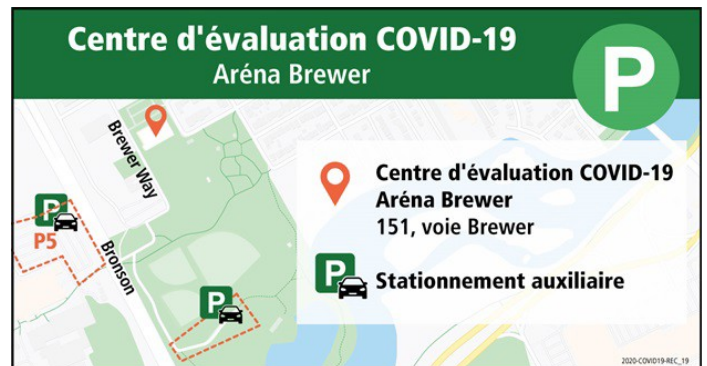 Centre d'évaluation COVID-19
Aréna Brewer
P
Brewer Way
P
P5
Bronson
P
Centre d'évaluation COVID-19
Aréna Brewer
151, voie Brewer
P
Stationnement auxiliaire
2020-COVID19-REC_19